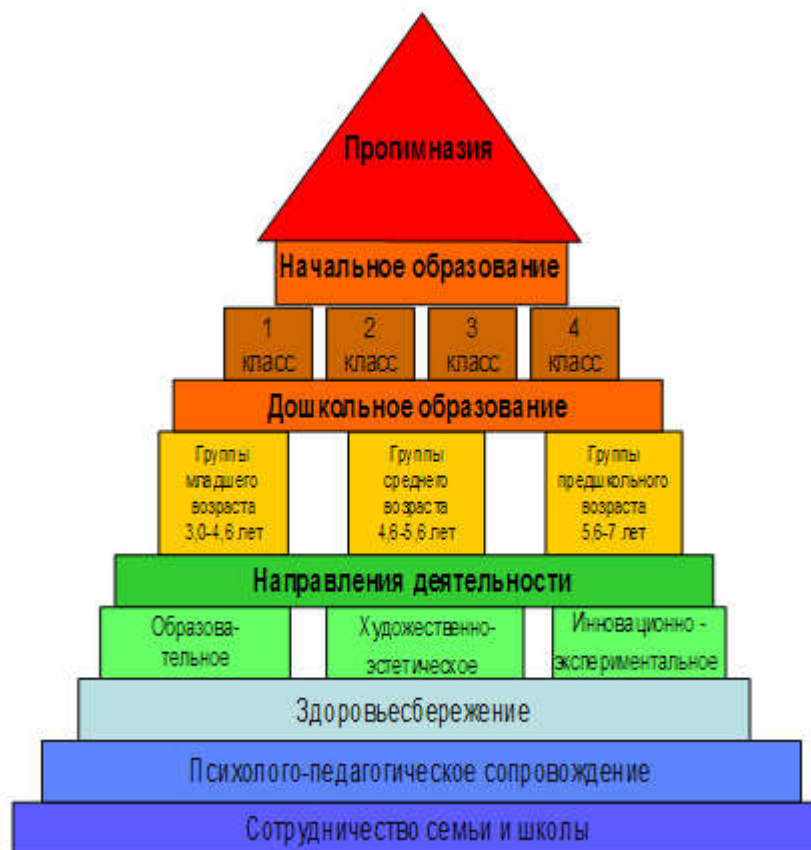 Прогимназия
Начальное образование
1
класс
2
класс
3
класс
4
класс
Дошкольное образование
Группы
младшего
возраста
3,0-4,6 лет
Группы
среднего
возраста
4,6-5,6 лет
Группы
предшкольного
возраста
5,6-7 лет
Направления деятельности
Образова-
тельное
Художественно-
эстетическое
Инновационно -
экспериментальное
Здоровьесбережение
Психолого-педагогическое сопровождение
Сотрудничество семьи и школы